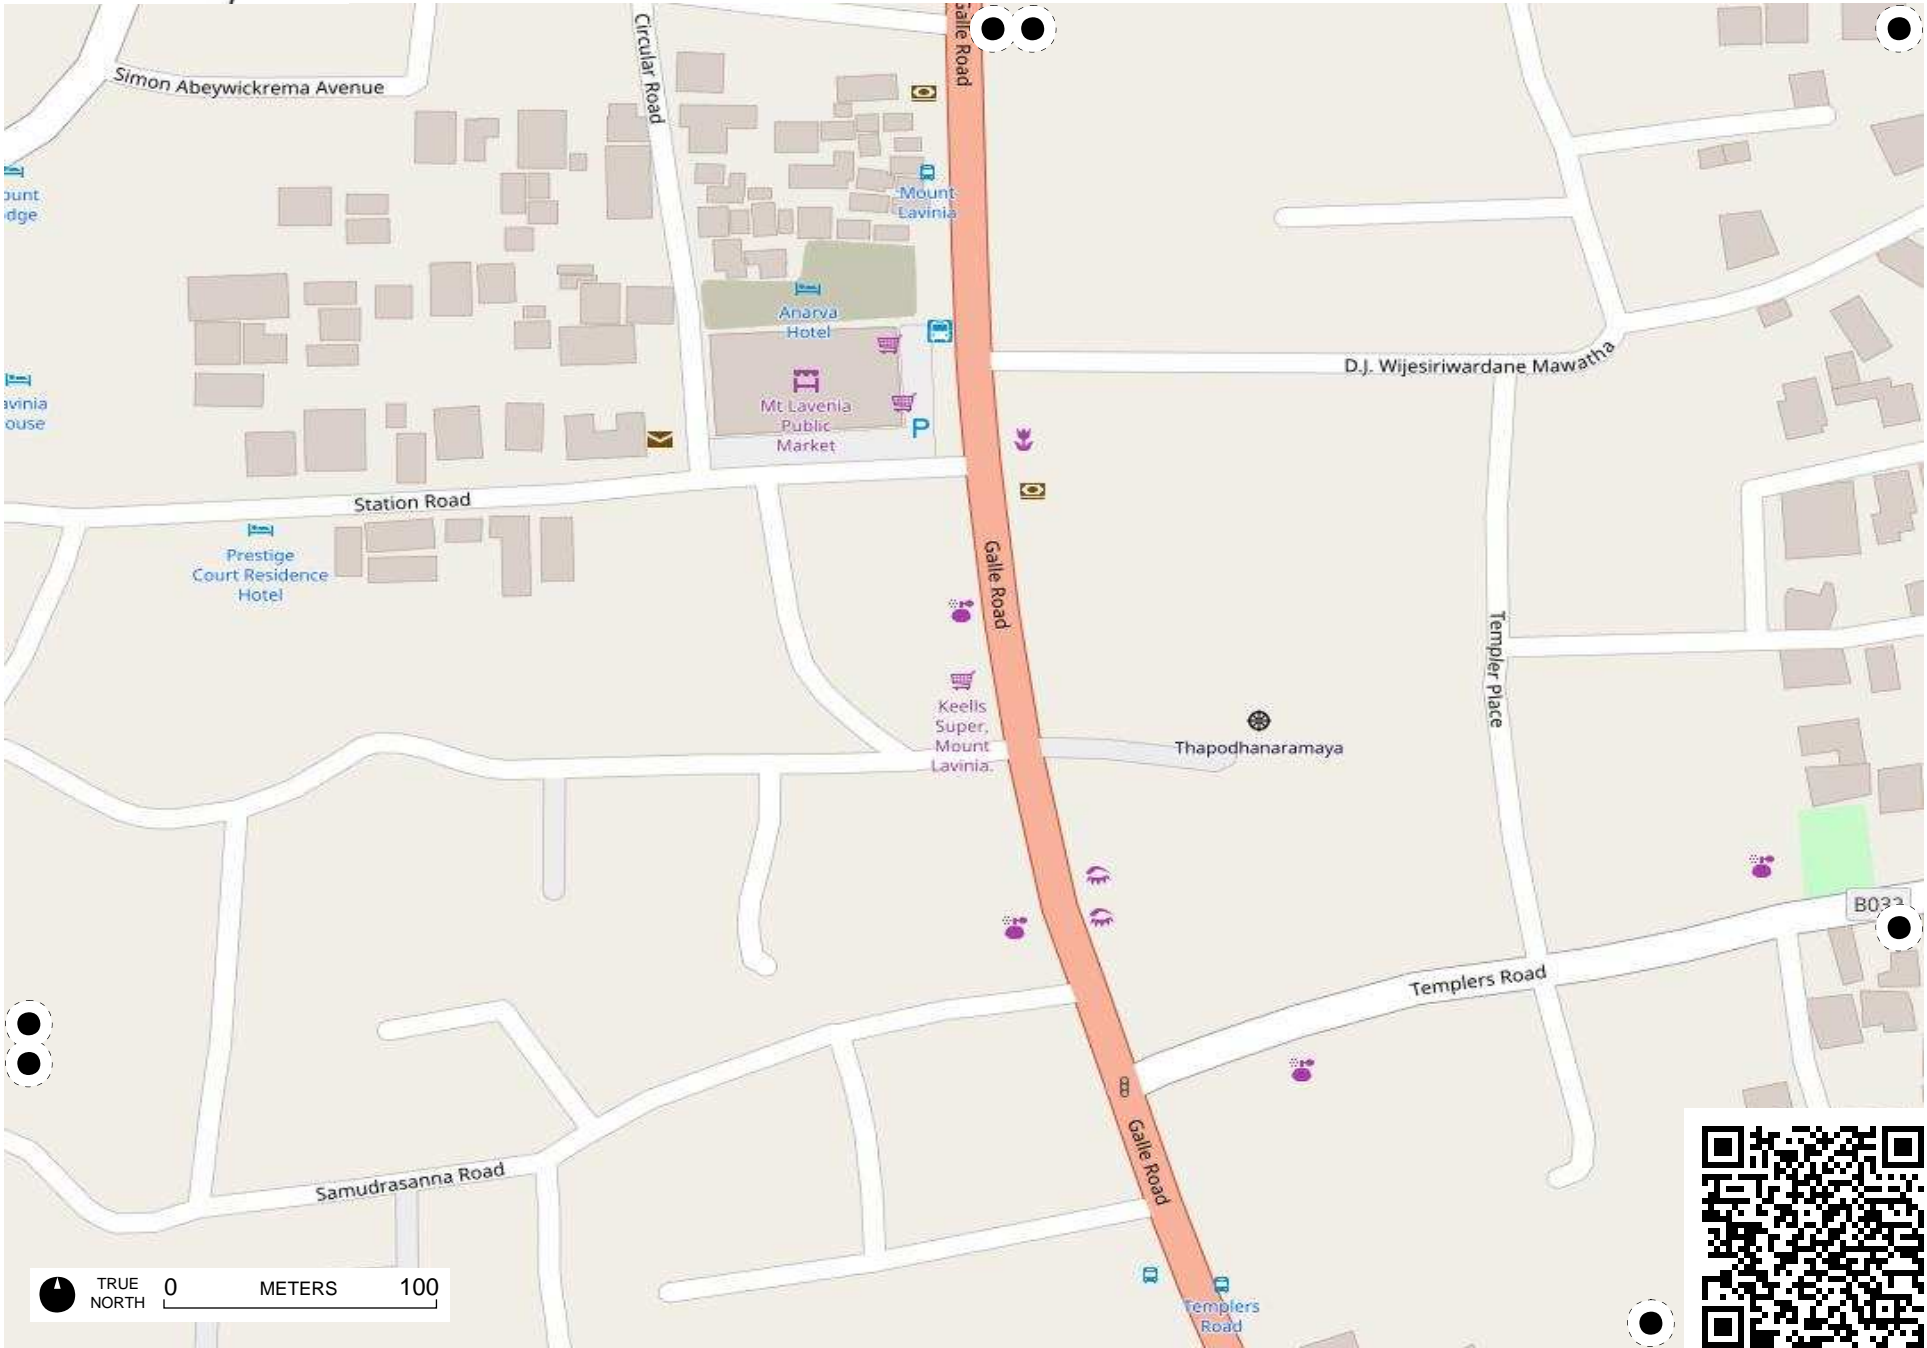 Simon Abeywickrema Avenue
Circular Road
Galle Road
Mount
Lavinia
Anarva
Hotel
Mt Lavenia
Public
Market
P
D.J. Wijesiriwardane Mawatha
Station Road
Prestige
Court Residence
Hotel
Galle Road
Keells
Super,
Mount
Lavinia.
Thapodhanaramaya
Templer Place
Templers Road
Galle Road
Samudrasanna Road
Templers
Road
TRUE
NORTH
0 METERS 100